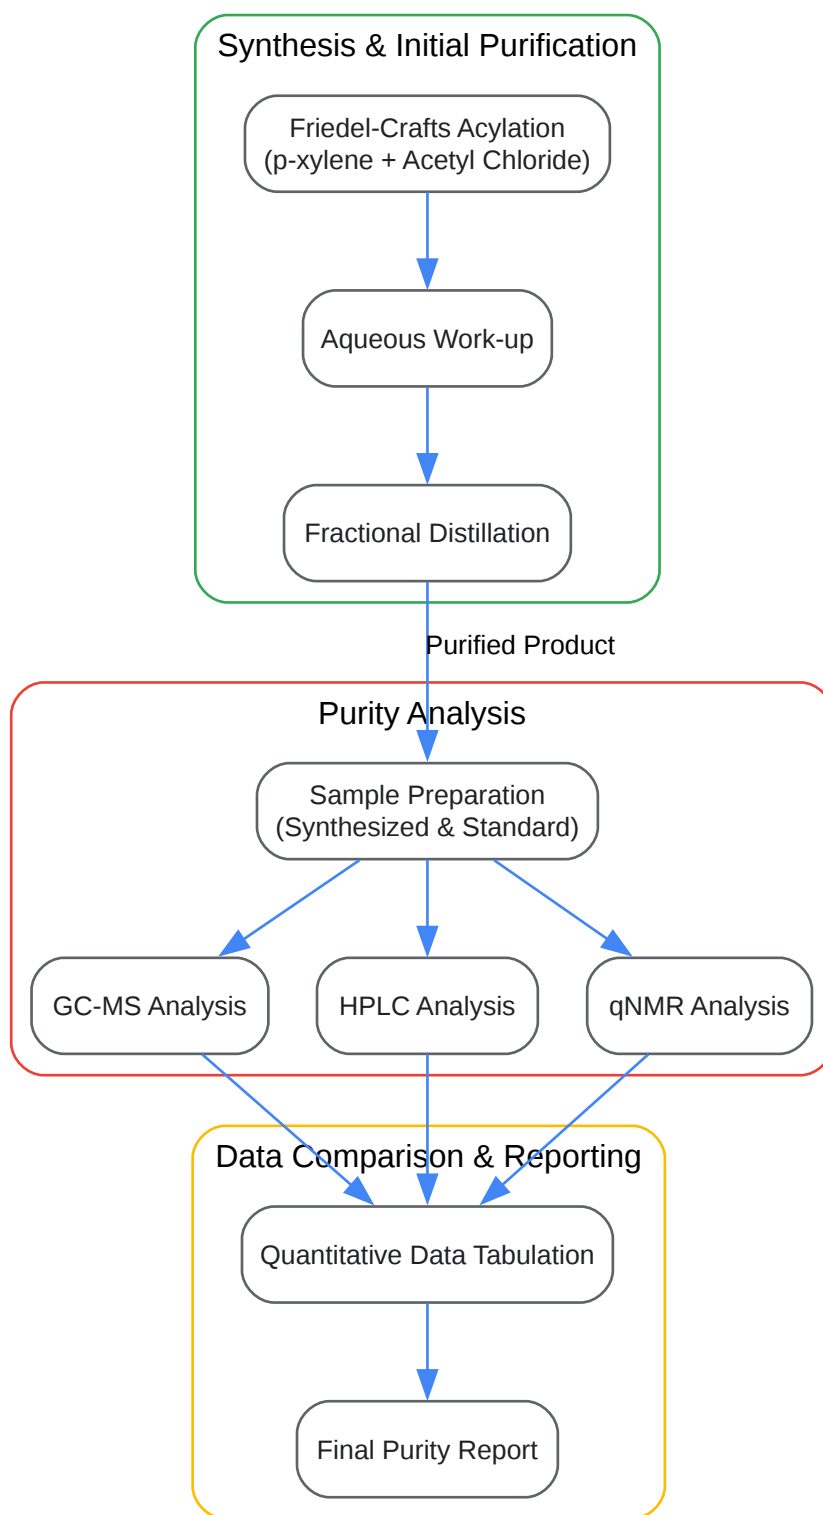 Synthesis & Initial Purification
Friedel-Crafts Acylation
(p-xylene + Acetyl Chloride)
Aqueous Work-up
Fractional Distillation
Purified Product
Purity Analysis
Sample Preparation
(Synthesized & Standard)
GC-MS Analysis
HPLC Analysis
qNMR Analysis
Data Comparison & Reporting
Quantitative Data Tabulation
Final Purity Report